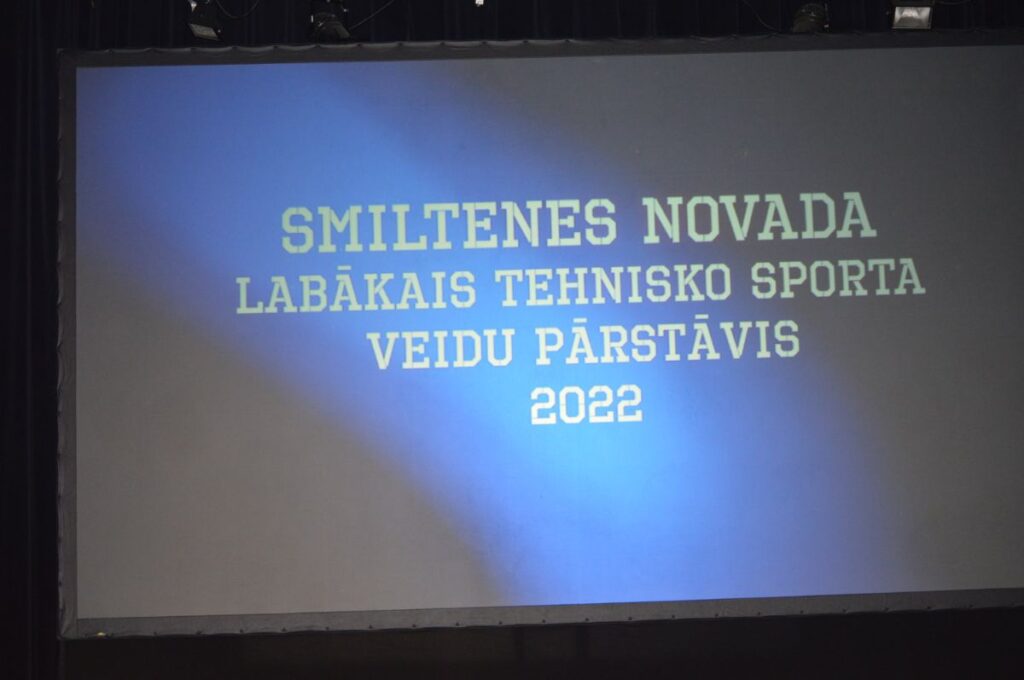 SMILTENES NOVADA
LABĀKAIS TEHNISKO SPORTA
VEIDU PĀRSTĀVIS
2022